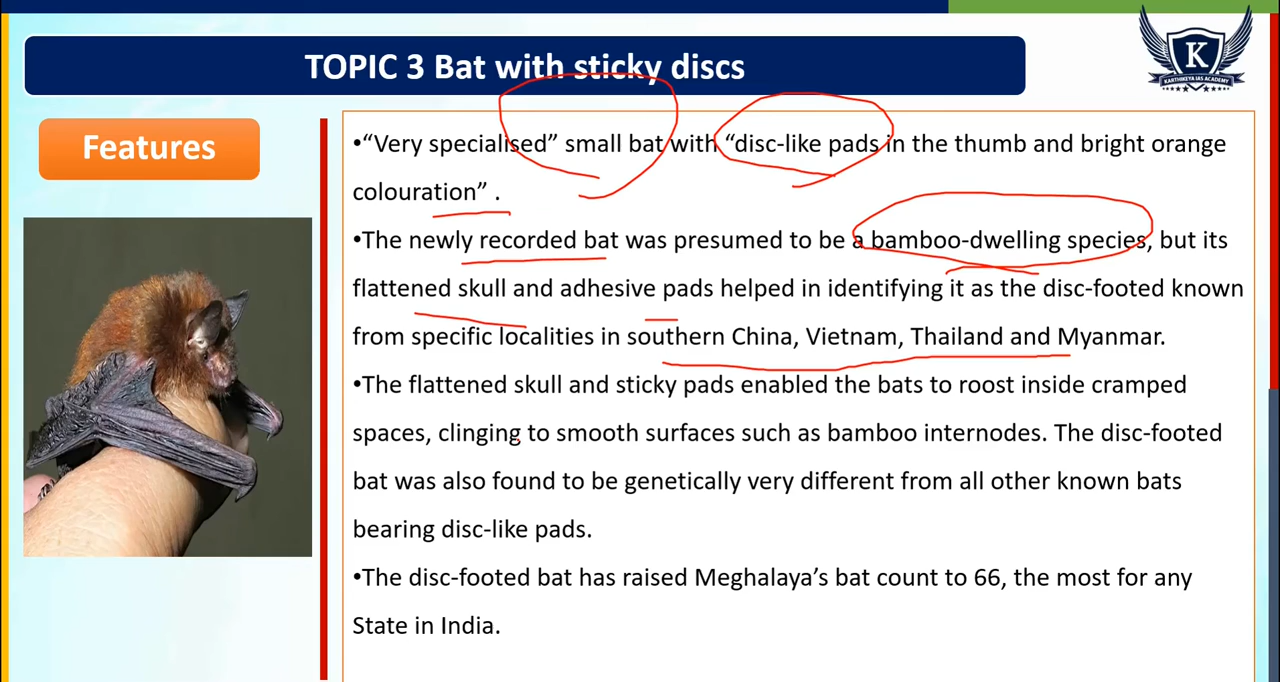 TOPIC 3 Bat with sticky discs
K
KARTHIKEYA IAS ACADEMY
Features
•“Very specialised” small bat with “disc-like pads in the thumb and bright orange
colouration” .
•The newly recorded bat was presumed to be a bamboo-dwelling species, but its
flattened skull and adhesive pads helped in identifying it as the disc-footed known
from specific localities in southern China, Vietnam, Thailand and Myanmar.
•The flattened skull and sticky pads enabled the bats to roost inside cramped
spaces, clinging to smooth surfaces such as bamboo internodes. The disc-footed
bat was also found to be genetically very different from all other known bats
bearing disc-like pads.
•The disc-footed bat has raised Meghalaya’s bat count to 66, the most for any
State in India.